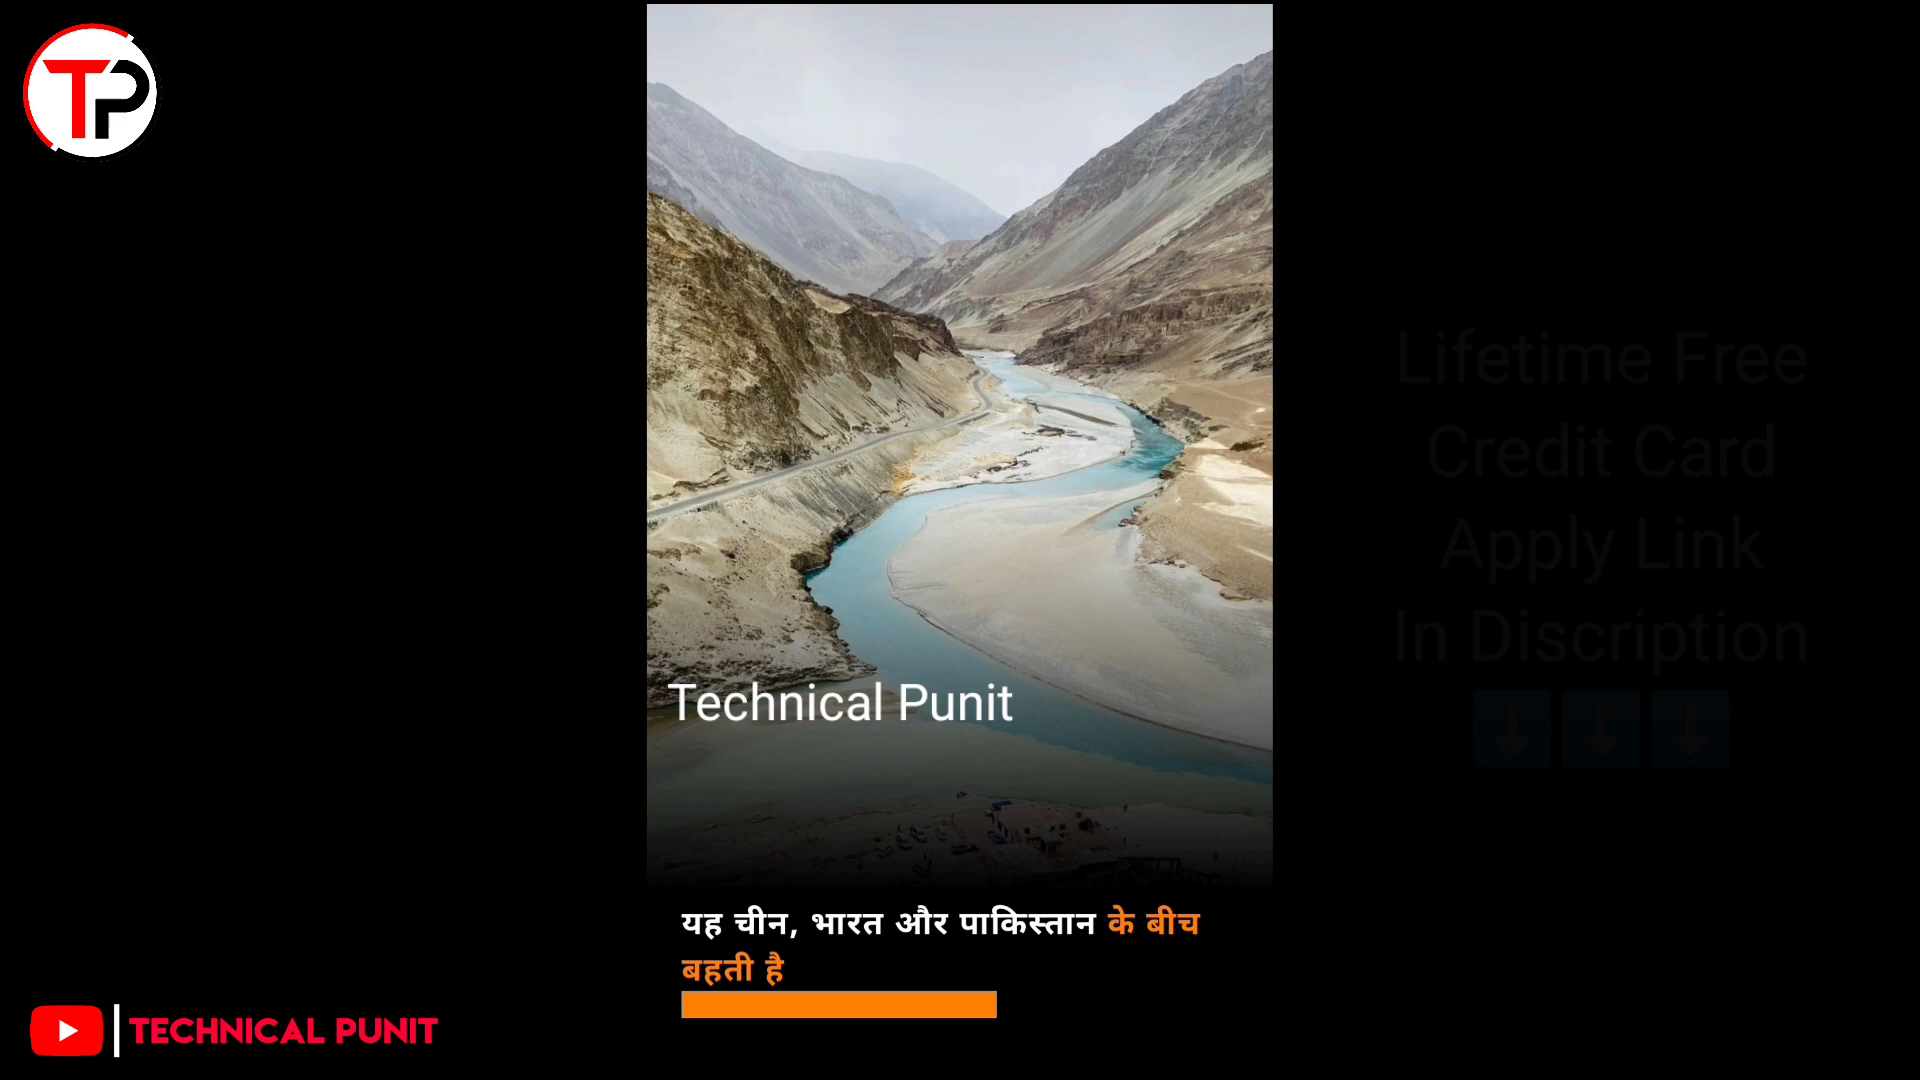 TP
Technical Punit
यह चीन, भारत और पाकिस्तान के बीच
बहती है
Lifetime Free
Credit Card
Apply Link
In Discription
⬇️⬇️⬇️
TECHNICAL PUNIT